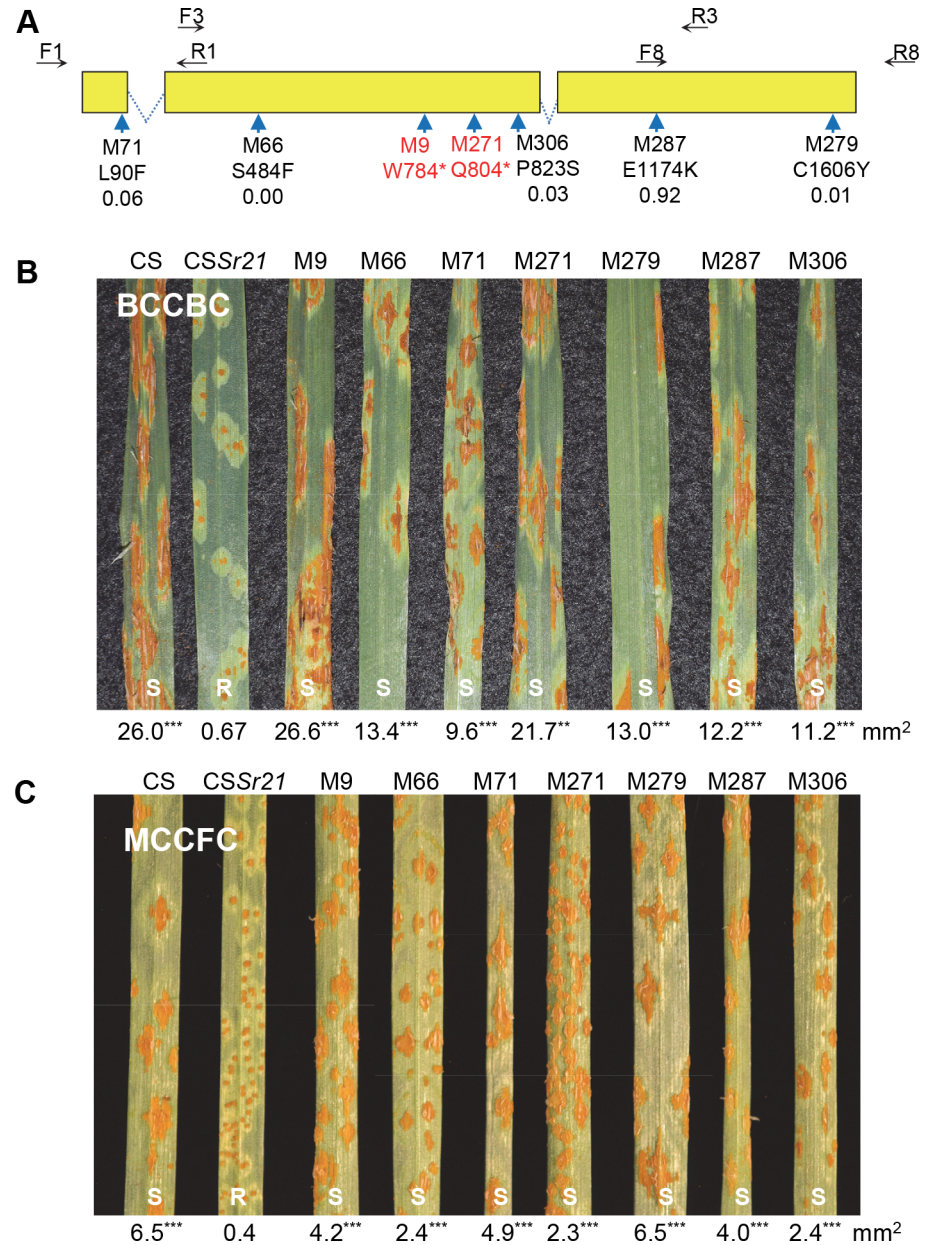 A
F3
R3
F1
R1
F8
R8
M71
L90F
0.06
M66
S484F
0.00
M9
W784*
M271
Q804*
M306
P823S
0.03
M287
E1174K
0.92
M279
C1606Y
0.01
B
CS CSSr21 M9 M66 M71 M271 M279 M287 M306
BCCBC
S R S S S S S S S
26.0*** 0.67 26.6*** 13.4*** 9.6*** 21.7** 13.0*** 12.2*** 11.2*** mm²
C
CS CSSr21 M9 M66 M71 M271 M279 M287 M306
MCCFC
S R S S S S S S S
6.5*** 0.4 4.2*** 2.4*** 4.9*** 2.3*** 6.5*** 4.0*** 2.4*** mm²